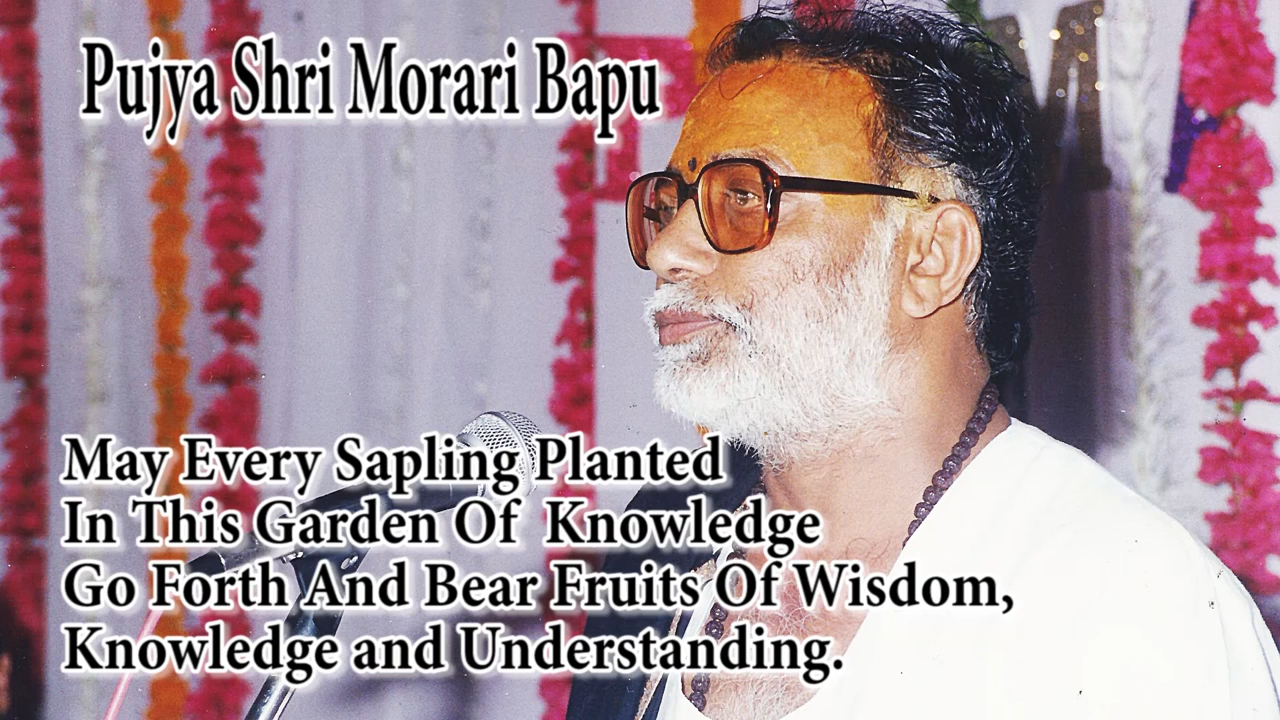 Pujya Shri Morari Bapu
May Every Sapling Planted
In This Garden Of Knowledge
Go Forth And Bear Fruits Of Wisdom,
Knowledge and Understanding.